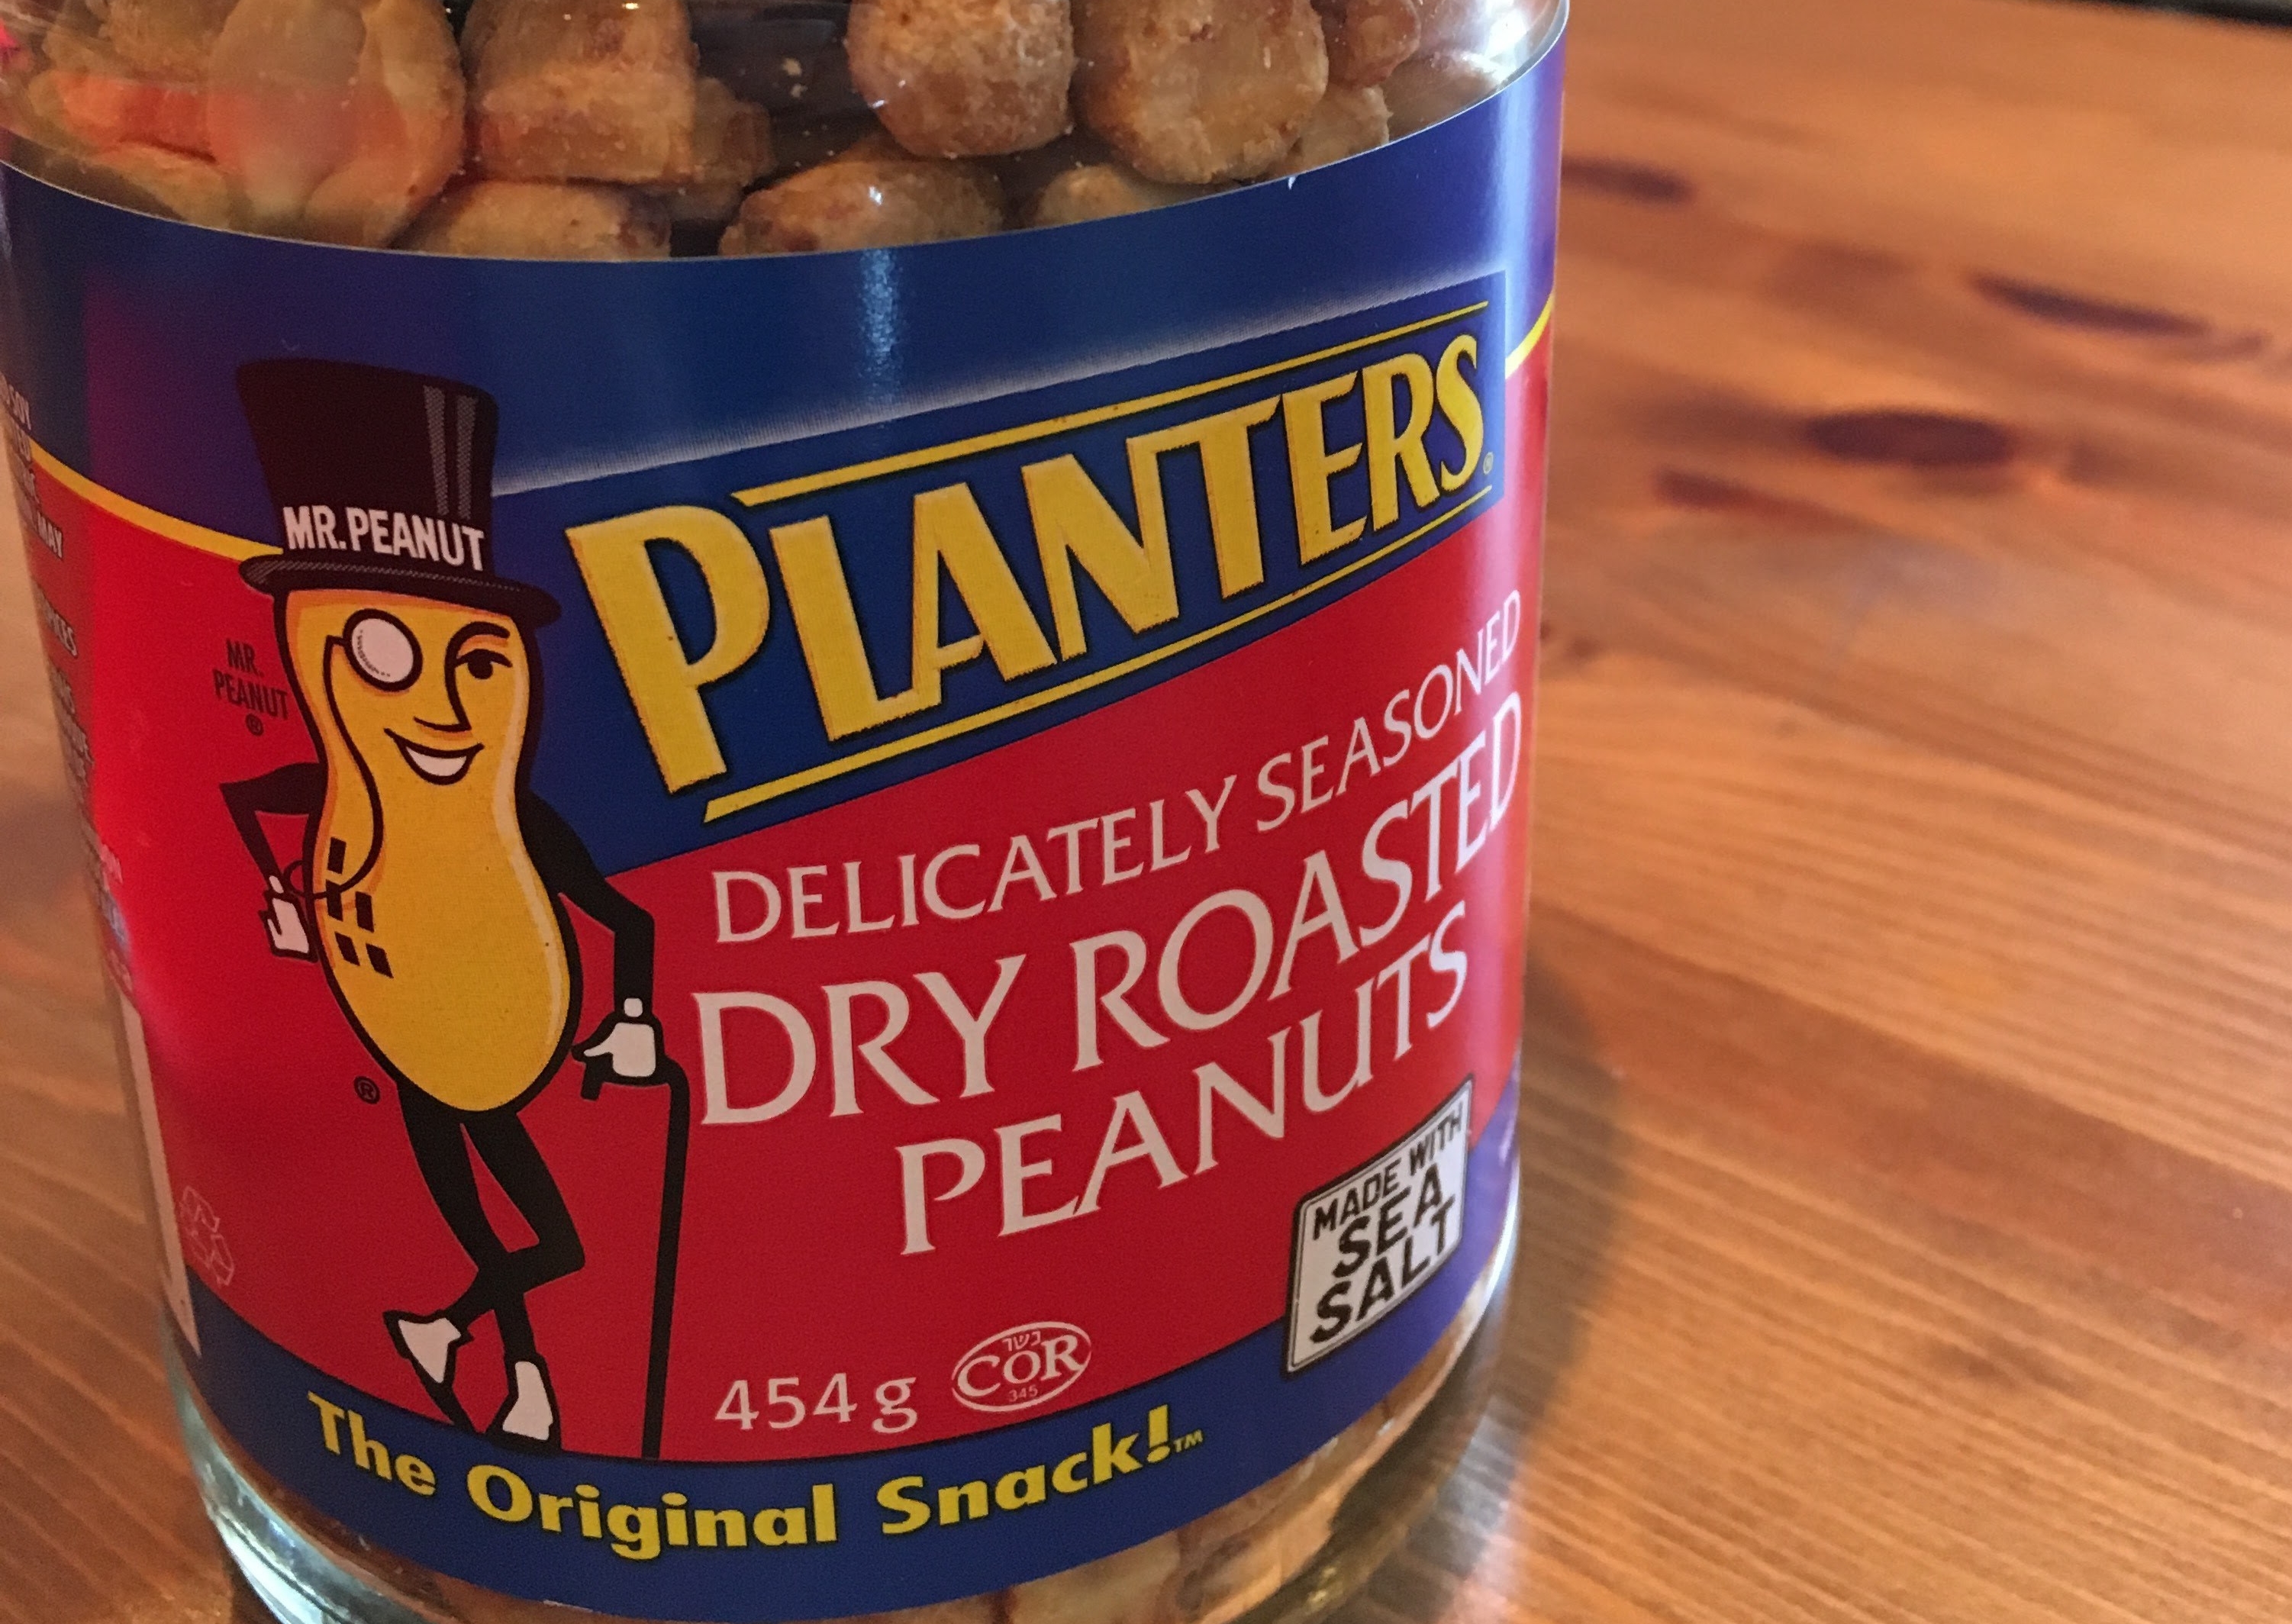 MR. PEANUT
MR.
PEANUT
®
PLANTERS®
DELICATELY SEASONED
DRY ROASTED
PEANUTS
MADE WITH
SEA
SALT
®
454 g
כשר
COR
345
The Original Snack!™